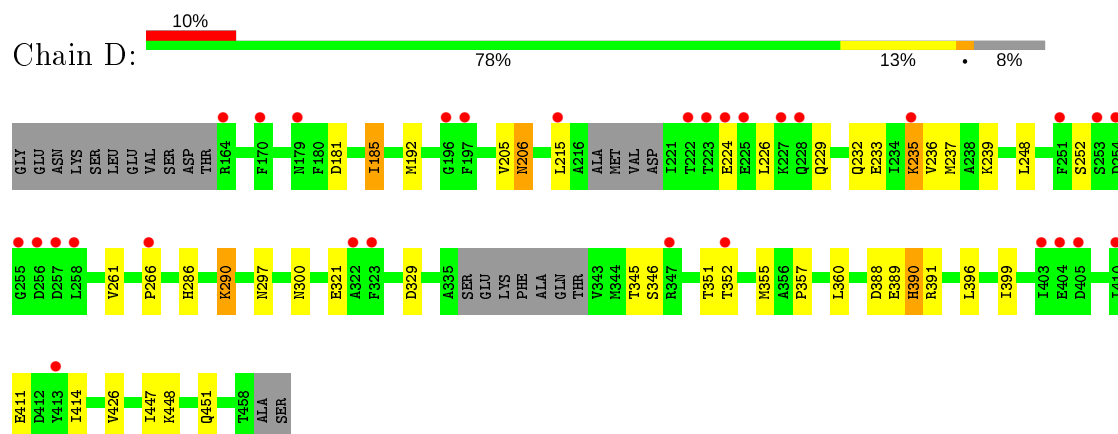 10%
Chain D:
78% 13% • 8%
GLY GLU ASN LYS SER LEU GLU VAL SER ASP THR R164 F170 N179 F180 D181 I185 M192 G196 F197 V205 N206 L215 A216 ALA MET VAL ASP I221 T222 T223 E224 E225 L226 K227 Q228 Q229 Q232 E233 I234 K235 V236 M237 A238 K239 L248 F251 S252 S253 D254
G255 D256 D257 L258 V261 P266 H286 K290 N297 N300 E321 A322 F323 D329 A335 SER GLU LYS PHE ALA GLN THR V343 M344 T345 S346 R347 T351 T352 M355 A356 P357 L360 D388 E389 H390 R391 L396 I399 I403 E404 D405 I410
E411 D412 Y413 I414 V426 I447 K448 Q451 T458 ALA SER